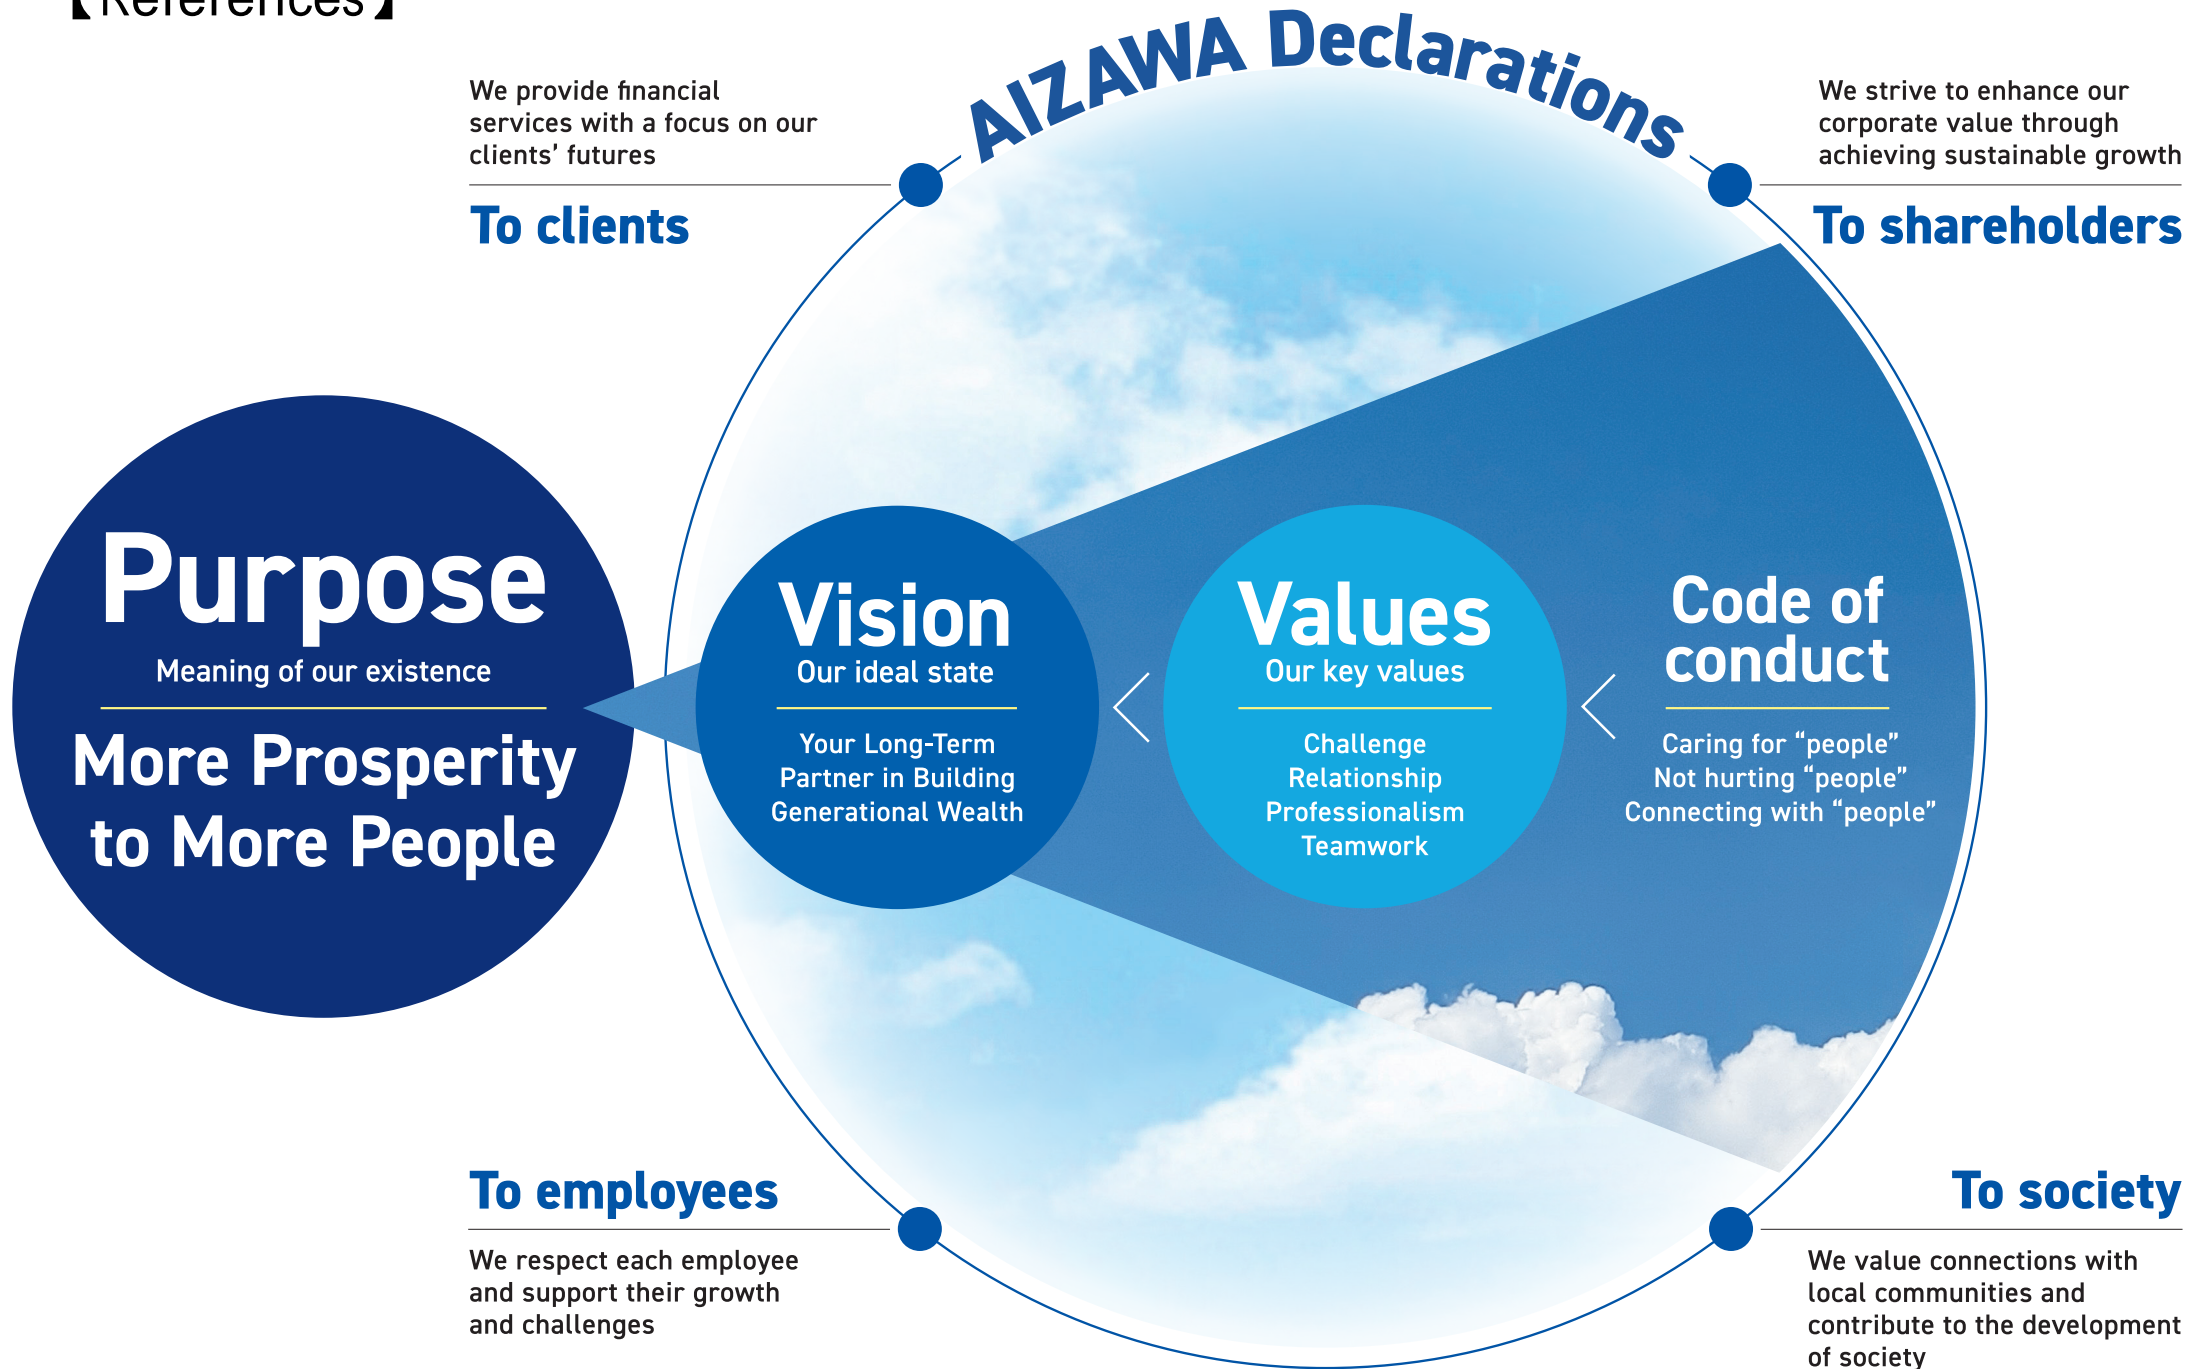 【References】
AIZAWA Declarations
We provide financial
services with a focus on our
clients’ futures
To clients
We strive to enhance our
corporate value through
achieving sustainable growth
To shareholders
Purpose
Meaning of our existence
More Prosperity
to More People
Vision
Our ideal state
Your Long-Term
Partner in Building
Generational Wealth
Values
Our key values
Challenge
Relationship
Professionalism
Teamwork
Code of
conduct
Caring for “people”
Not hurting “people”
Connecting with “people”
To employees
We respect each employee
and support their growth
and challenges
To society
We value connections with
local communities and
contribute to the development
of society